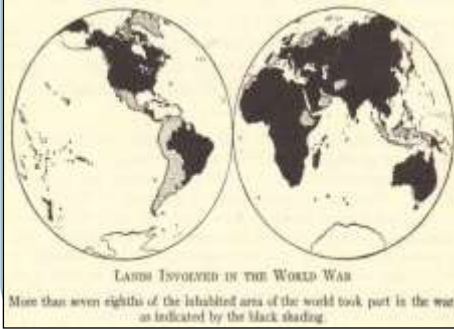 LANDS INVOLVED IN THE WORLD WAR
More than seven eighths of the inhabited area of the world took part in the war
as indicated by the black shading.